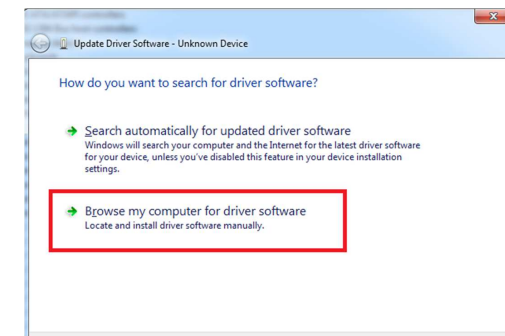 Update Driver Software - Unknown Device
How do you want to search for driver software?
Search automatically for updated driver software
Windows will search your computer and the Internet for the latest driver software
for your device, unless you've disabled this feature in your device installation
settings.
Browse my computer for driver software
Locate and install driver software manually.